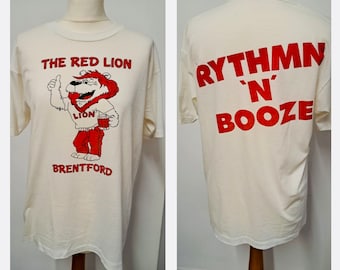 THE RED LION
LION
BRENTFORD
RYTHMN
'N'
BOOZE